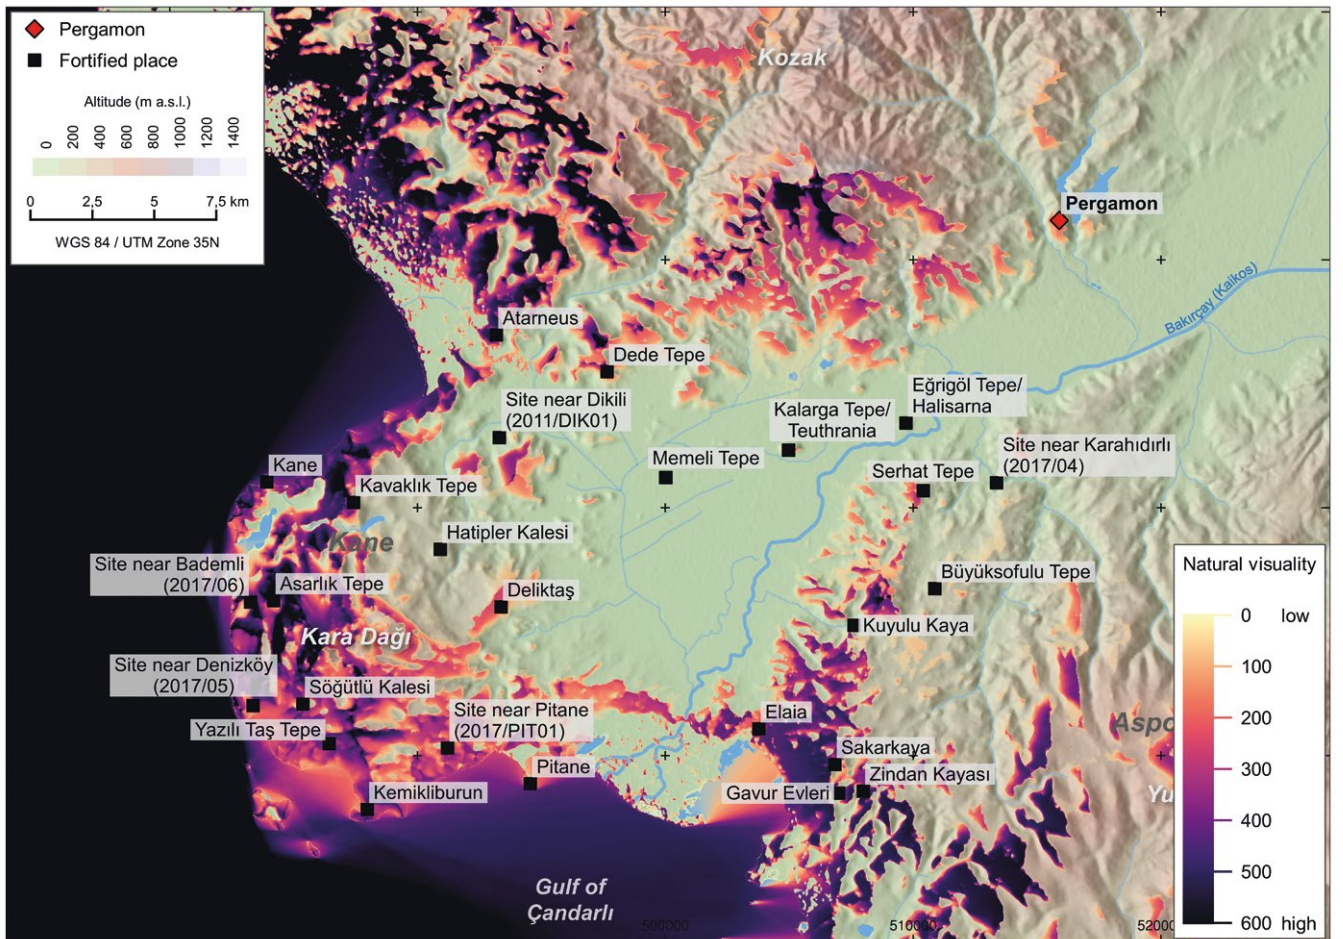 Pergamon
Fortified place
Altitude (m a.s.l.)
0 200 400 600 800 1000 1200 1400
0 2,5 5 7,5 km
WGS 84 / UTM Zone 35N
Kozak
Pergamon
Bakırçay (Kaikos)
Atarneus
Dede Tepe
Site near Dikili
(2011/DIK01)
Eğrigöl Tepe/
Halisarna
Kalarga Tepe/
Teuthrania
Site near Karahıdırlı
(2017/04)
Memeli Tepe
Serhat Tepe
Kane
Kavaklık Tepe
Kane
Hatipler Kalesi
Site near Bademli
(2017/06)
Asarlık Tepe
Deliktaş
Büyüksofulu Tepe
Kuyulu Kaya
Kara Dağı
Site near Denizköy
(2017/05)
Söğütlü Kalesi
Yazılı Taş Tepe
Site near Pitane
(2017/PIT01)
Elaia
Sakarkaya
Zindan Kayası
Gavur Evleri
Pitane
Kemikliburun
Aspo
Yu
Gulf of
Çandarlı
500000
510000
52000
Natural visuality
0 low
100
200
300
400
500
600 high